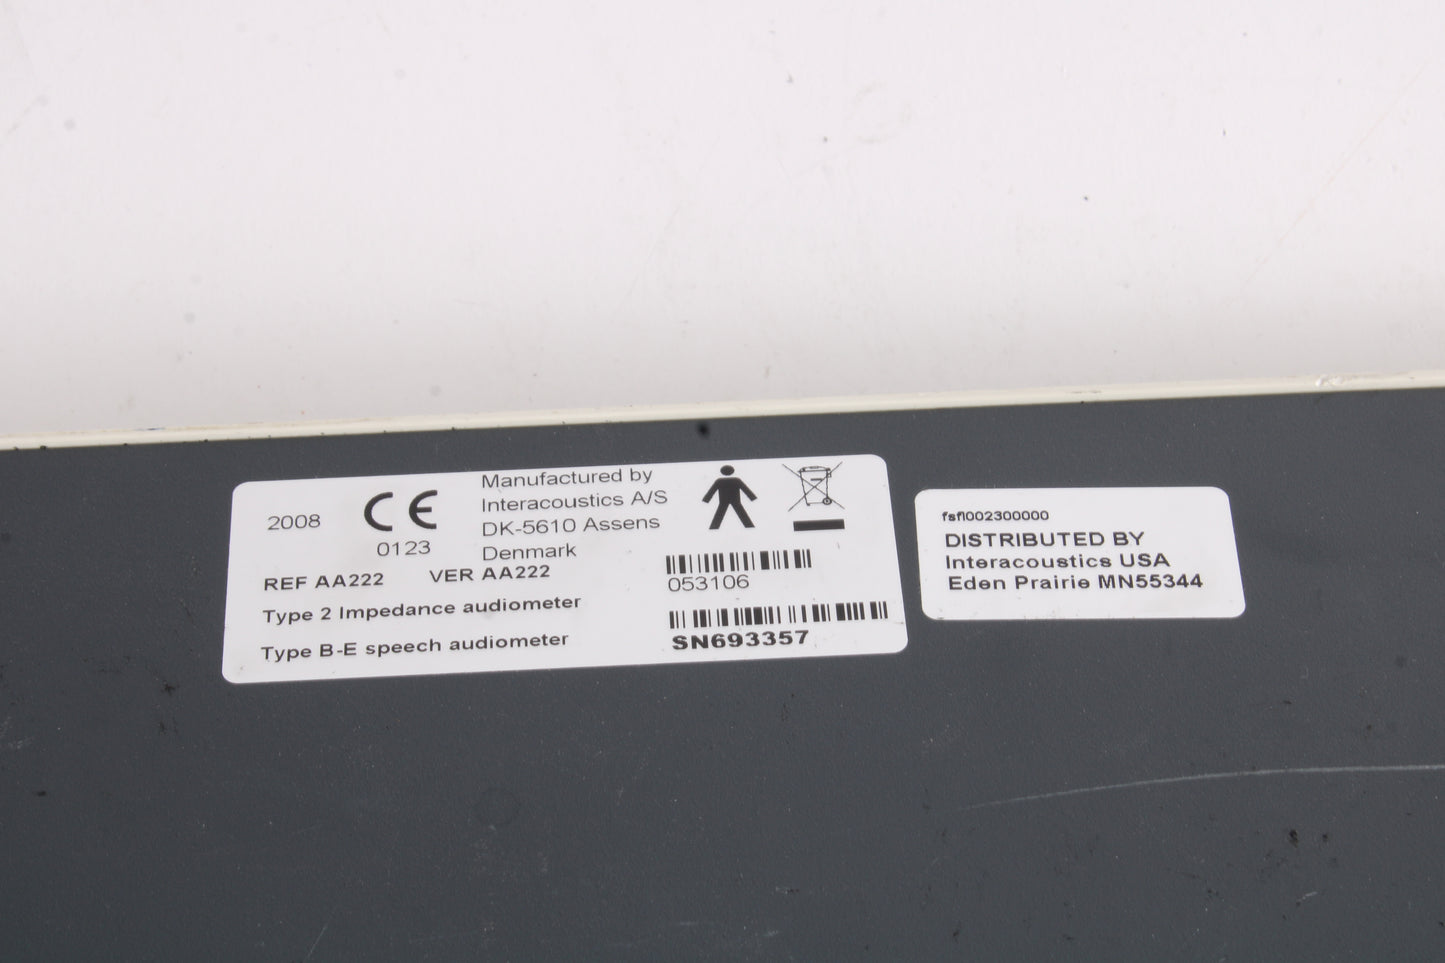 2008
CE
0123
Manufactured by
Interacoustics A/S
DK-5610 Assens
Denmark
REF AA222 VER AA222
Type 2 Impedance audiometer
Type B-E speech audiometer
053106
SN693357
fsfl002300000
DISTRIBUTED BY
Interacoustics USA
Eden Prairie MN55344